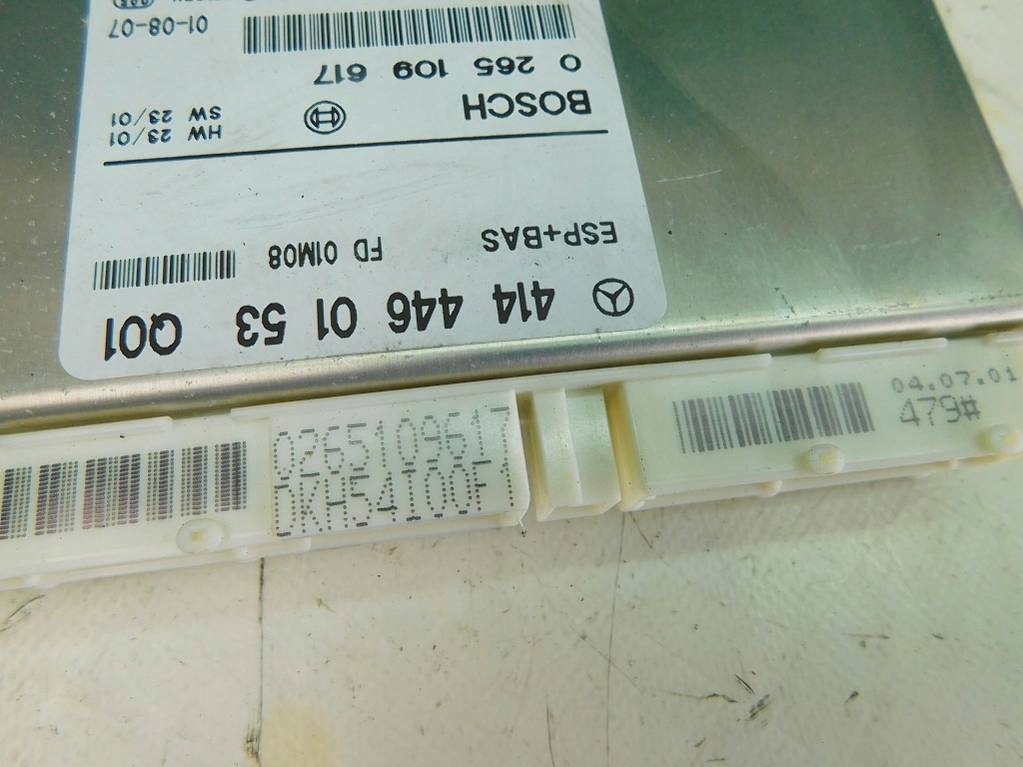 414 446 01 53 Q01
ESP+BAS FD 01M08
BOSCH
HW 23/01
SW 23/01
0 265 109 617
01-08-07
0265109617
DKA54I00F1
04.07.01
479#